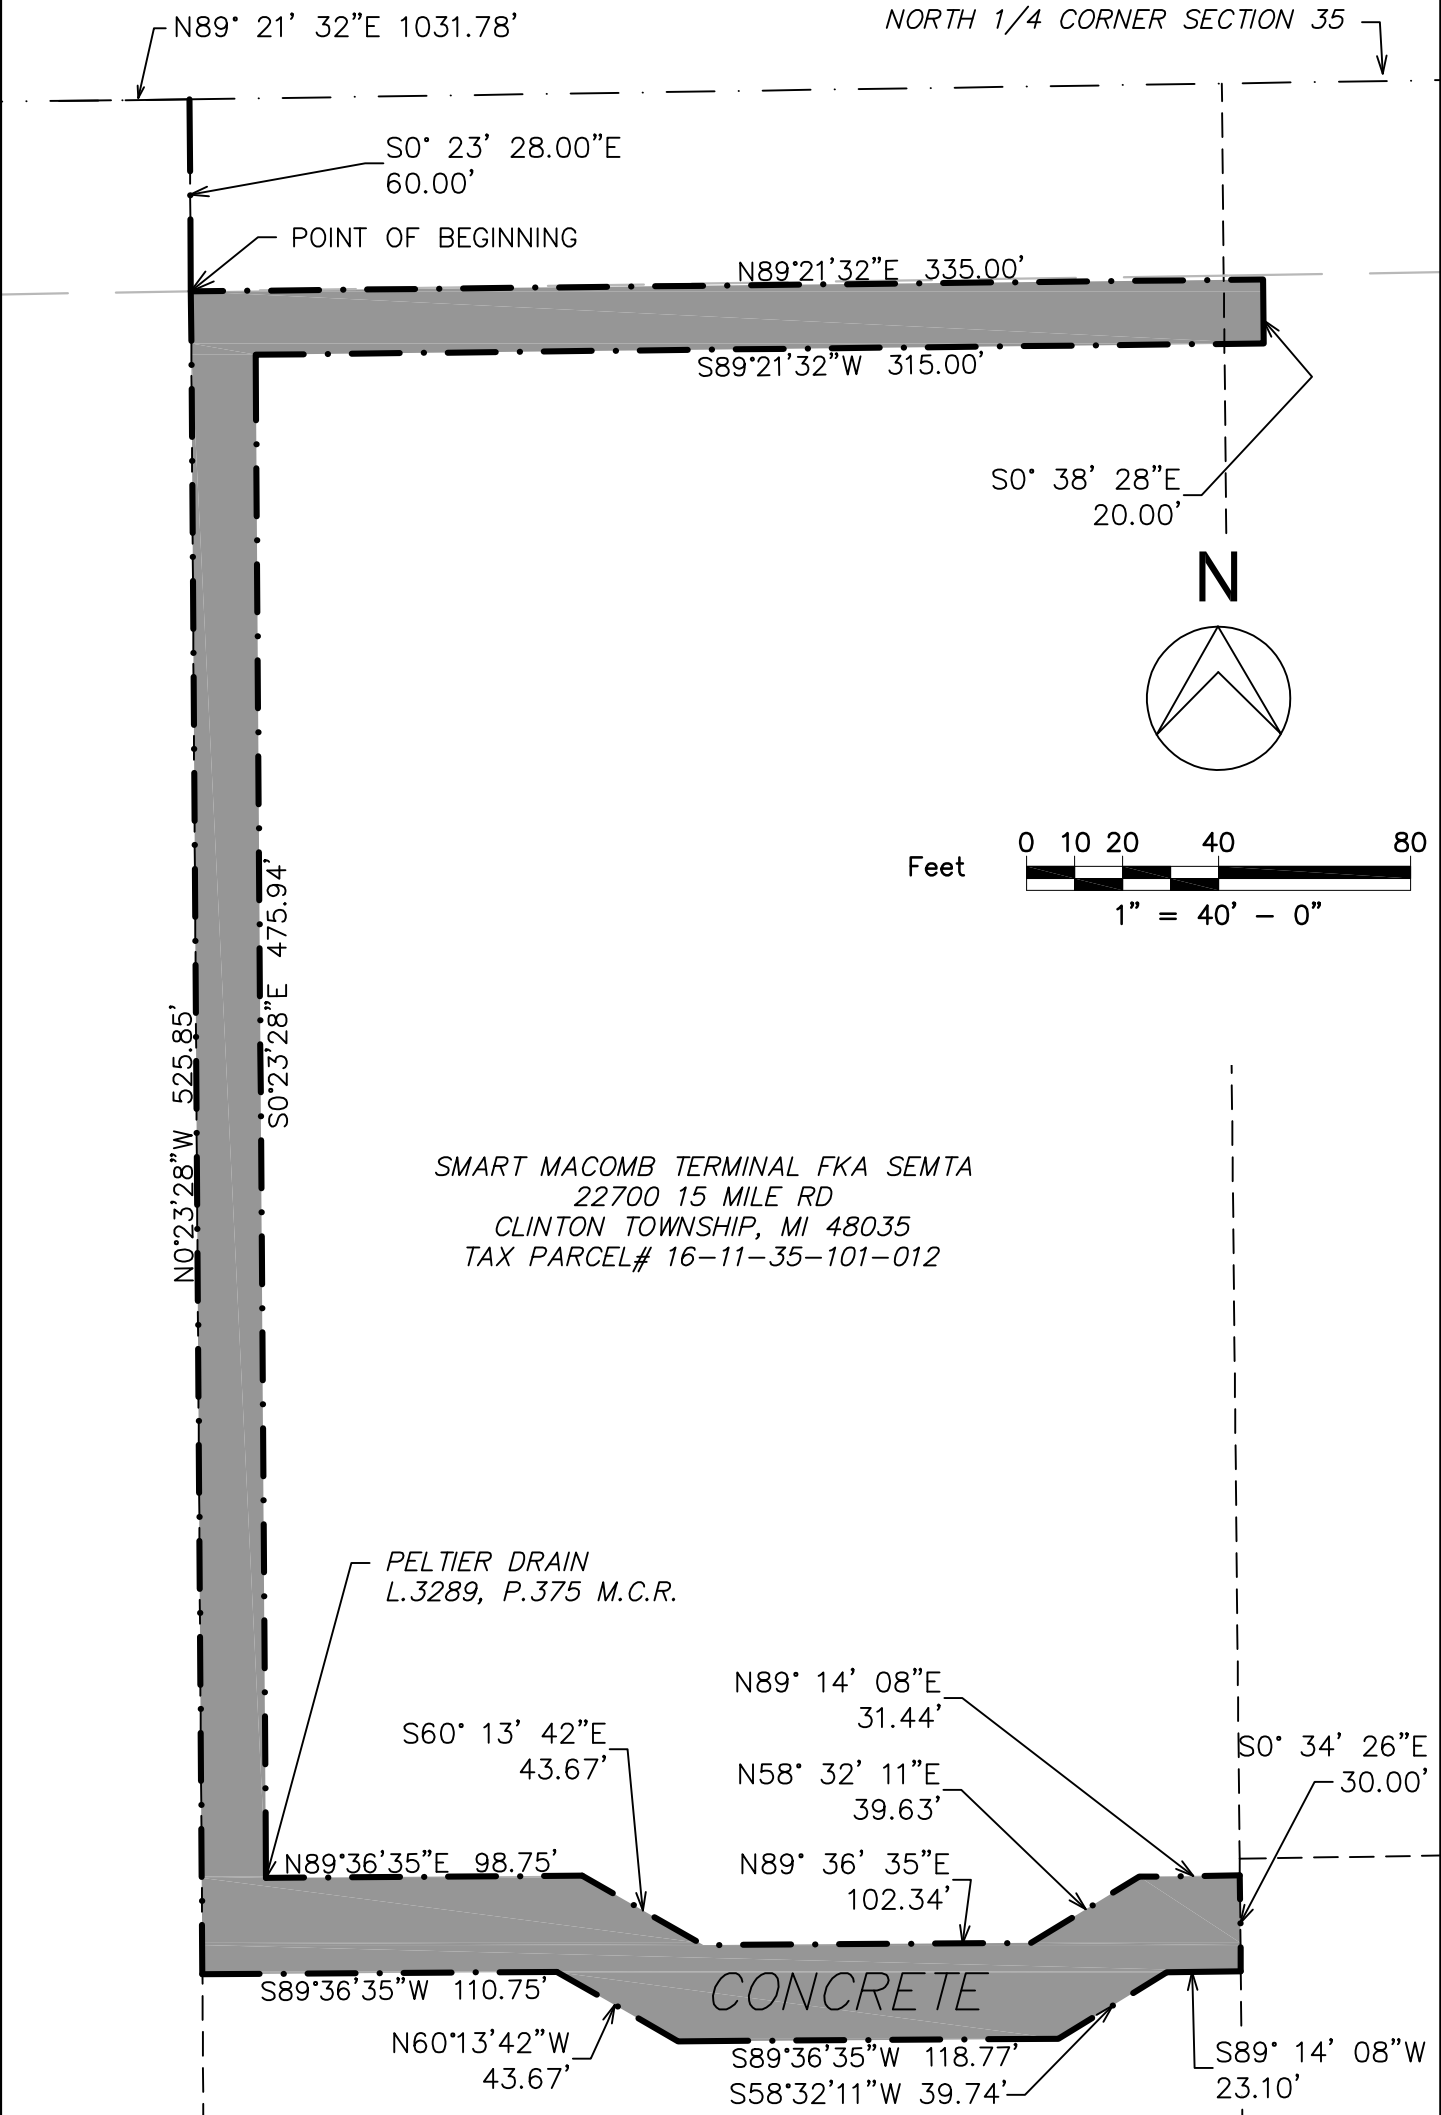 N89° 21' 32"E 1031.78'
NORTH 1/4 CORNER SECTION 35
S0° 23' 28.00"E
60.00'
POINT OF BEGINNING
N89°21'32"E 335.00'
S89°21'32"W 315.00'
S0° 38' 28"E
20.00'
N
Feet
0 10 20 40 80
1" = 40' - 0"
S0°23'28"E 475.94'
N0°23'28"W 525.85'
SMART MACOMB TERMINAL FKA SEMTA
22700 15 MILE RD
CLINTON TOWNSHIP, MI 48035
TAX PARCEL# 16-11-35-101-012
PELTIER DRAIN
L.3289, P.375 M.C.R.
N89° 14' 08"E
31.44'
S60° 13' 42"E
43.67'
S0° 34' 26"E
30.00'
N58° 32' 11"E
39.63'
N89°36'35"E 98.75'
N89° 36' 35"E
102.34'
S89°36'35"W 110.75'
CONCRETE
N60°13'42"W
43.67'
S89°36'35"W 118.77'
S58°32'11"W 39.74'
S89° 14' 08"W
23.10'